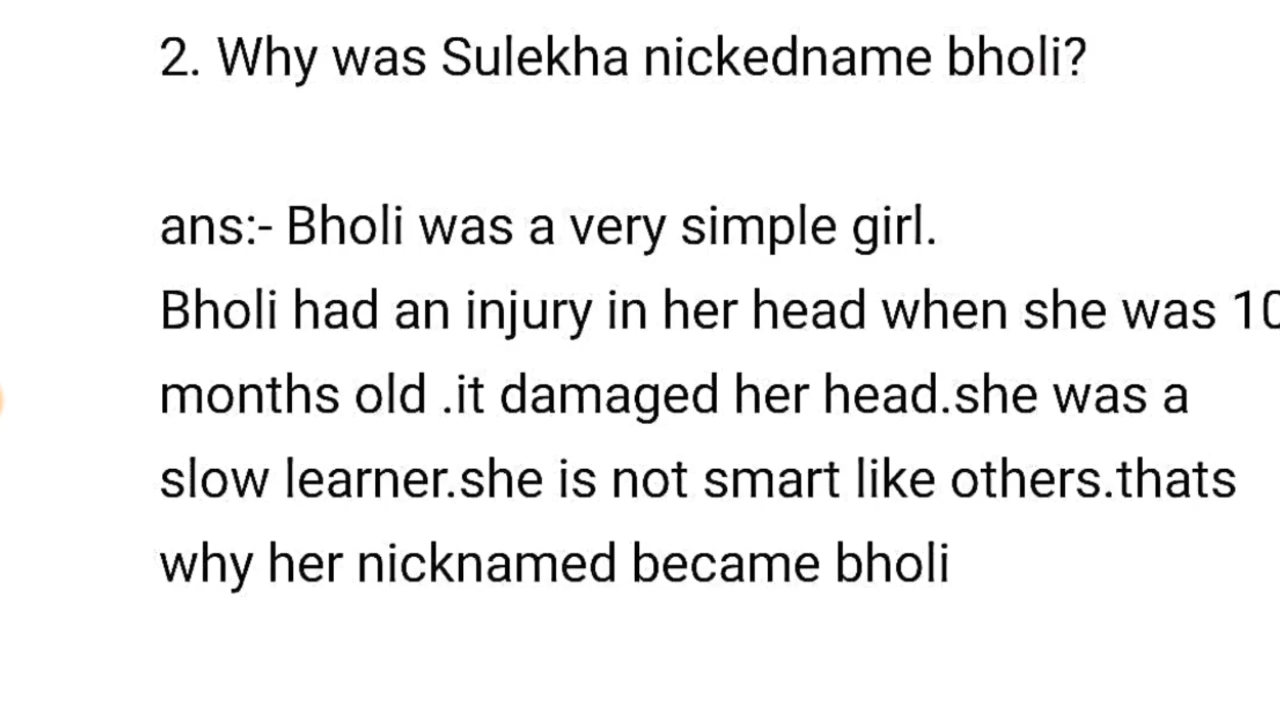 2. Why was Sulekha nickedname bholi?
ans:- Bholi was a very simple girl.
Bholi had an injury in her head when she was 10
months old .it damaged her head.she was a
slow learner.she is not smart like others.thats
why her nicknamed became bholi